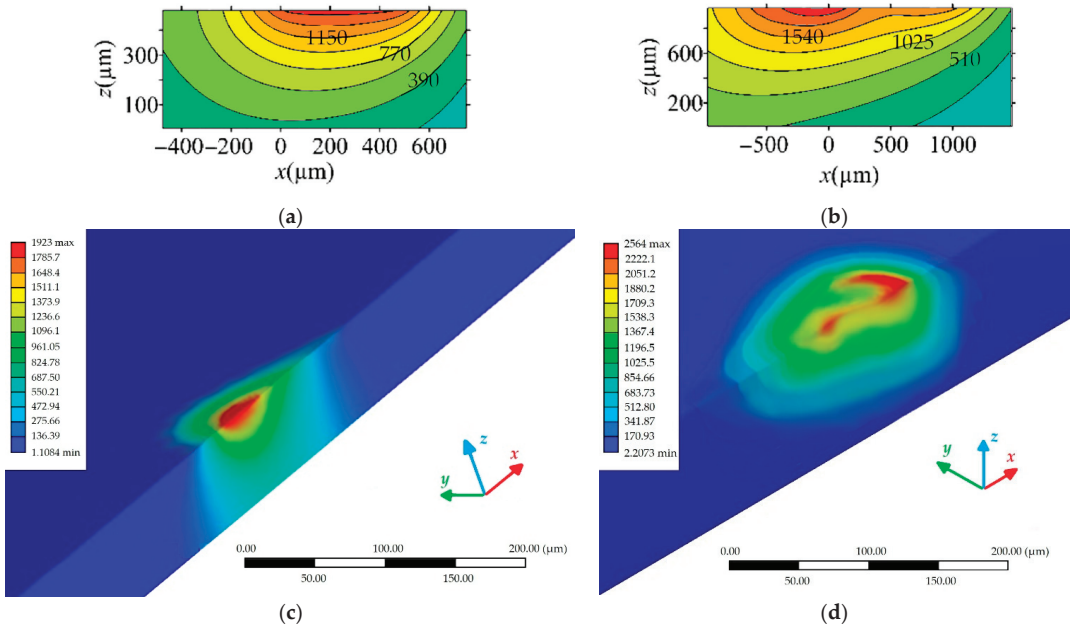 z(μm)
300
100
1150
770
390
−400
−200
0
200
400
600
x(μm)
(a)
z(μm)
600
200
1540
1025
510
−500
0
500
1000
x(μm)
(b)
1923 max
1785.7
1648.4
1511.1
1373.9
1236.6
1096.1
961.05
824.78
687.50
550.21
472.94
275.66
136.39
1.1084 min
z
x
y
0.00
100.00
200.00 (μm)
50.00
150.00
(c)
2564 max
2222.1
2051.2
1880.2
1709.3
1538.3
1367.4
1196.5
1025.5
854.66
683.73
512.80
341.87
170.93
2.2073 min
z
x
y
0.00
100.00
200.00 (μm)
50.00
150.00
(d)